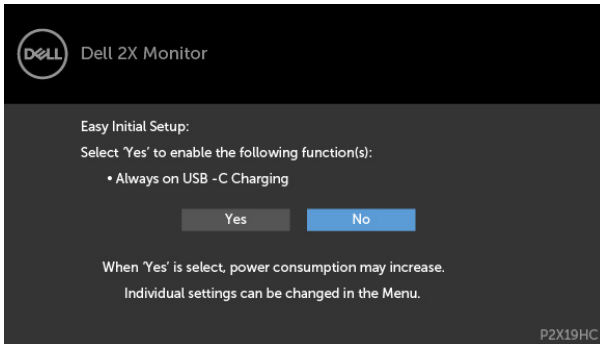 DELL Dell 2X Monitor
Easy Initial Setup:
Select ‘Yes’ to enable the following function(s):
• Always on USB -C Charging
Yes No
When ‘Yes’ is select, power consumption may increase.
Individual settings can be changed in the Menu.
P2X19HC